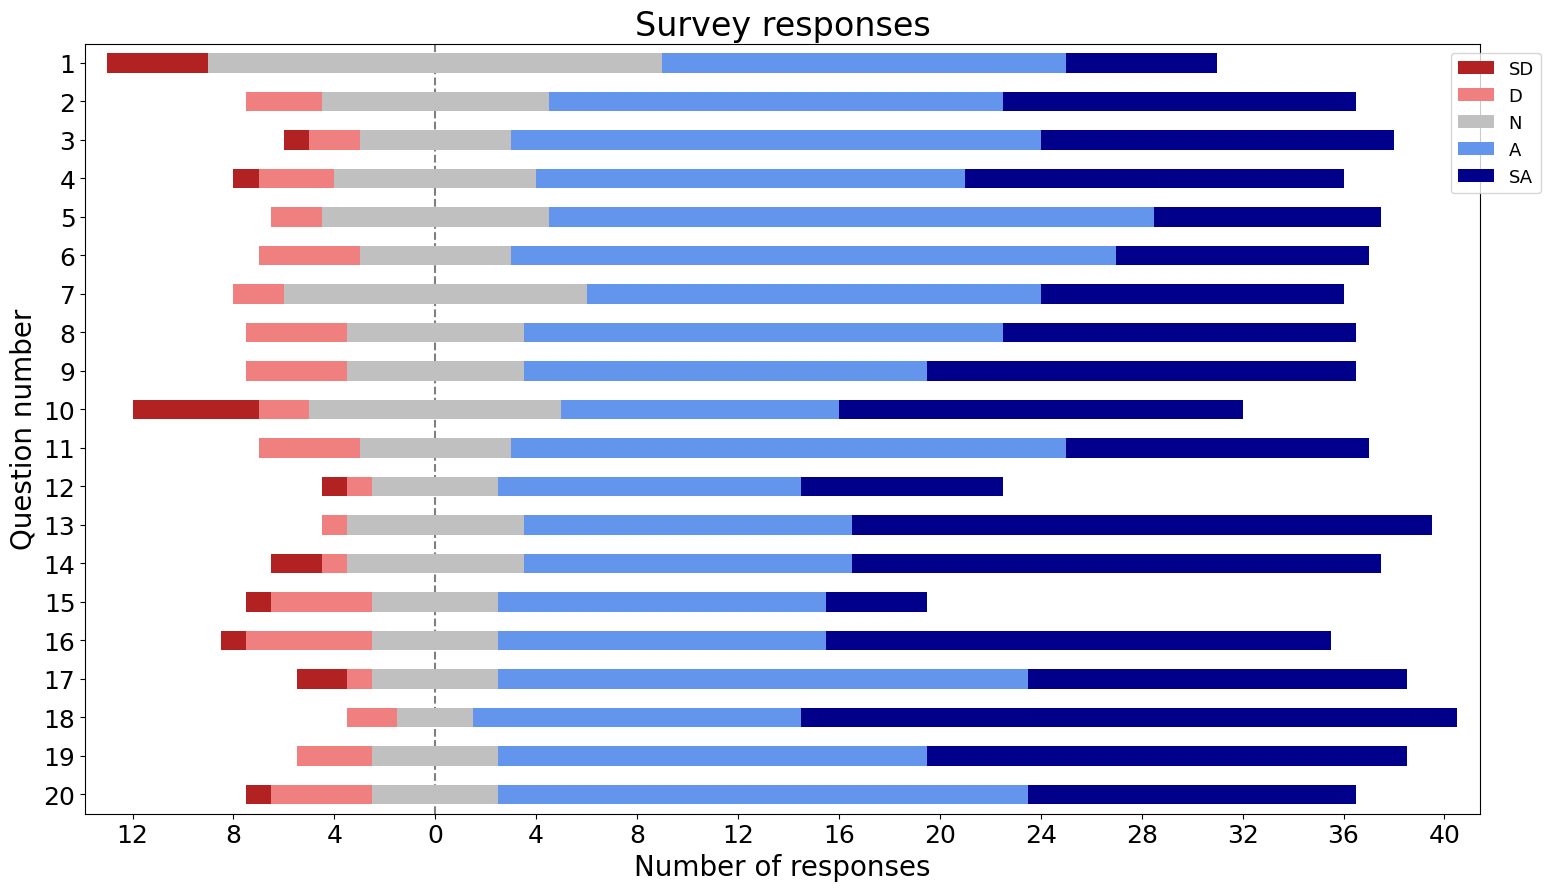 Survey responses
SD
D
N
A
SA
Question number
1
2
3
4
5
6
7
8
9
10
11
12
13
14
15
16
17
18
19
20
12 8 4 0 4 8 12 16 20 24 28 32 36 40
Number of responses